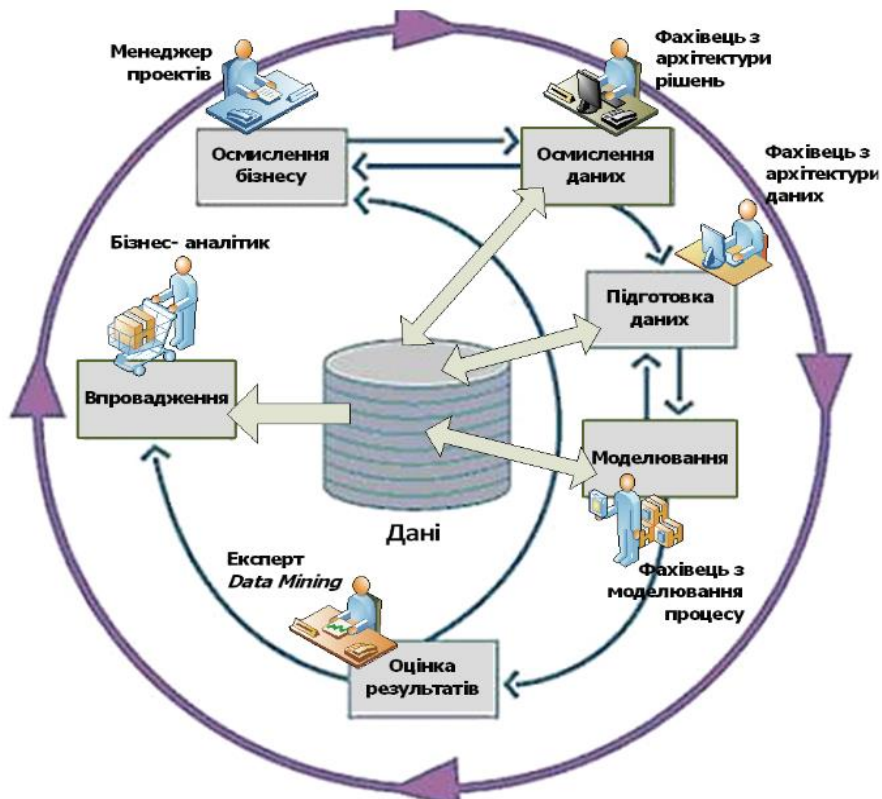 Менеджер
проектів
Фахівець з
архітектури
рішень
Осмислення
бізнесу
Осмислення
даних
Фахівець з
архітектури
даних
Бізнес- аналітик
Підготовка
даних
Впровадження
Моделювання
Дані
Експерт
Data Mining
Фахівець з
моделювання
процесу
Оцінка
результатів